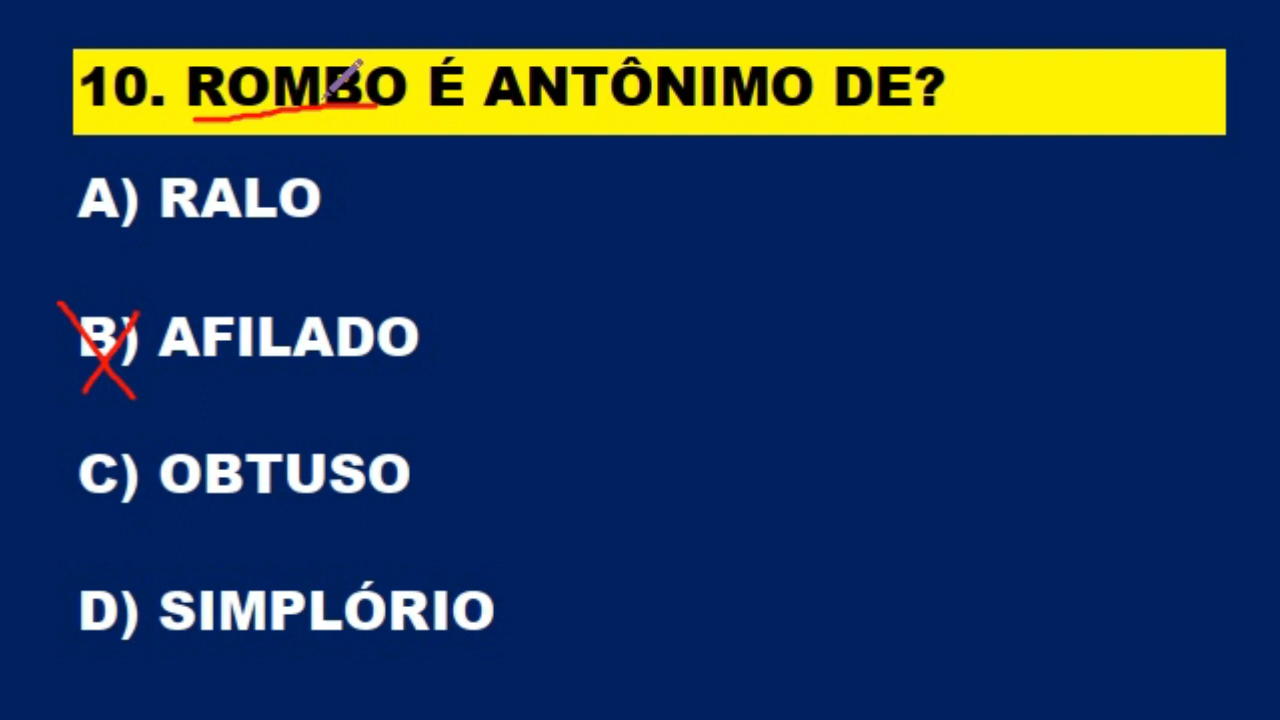 10. ROMBO É ANTÔNIMO DE?
A) RALO
B) AFILADO
C) OBTUSO
D) SIMPLÓRIO